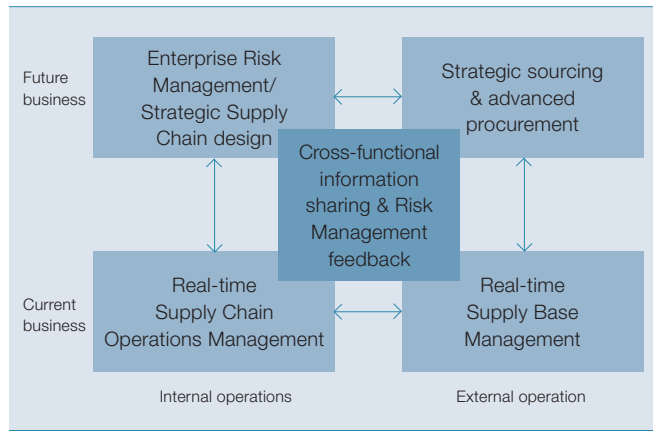 Future
business
Enterprise Risk
Management/
Strategic Supply
Chain design
Strategic sourcing
& advanced
procurement
Cross-functional
information
sharing & Risk
Management
feedback
Current
business
Real-time
Supply Chain
Operations Management
Real-time
Supply Base
Management
Internal operations
External operation